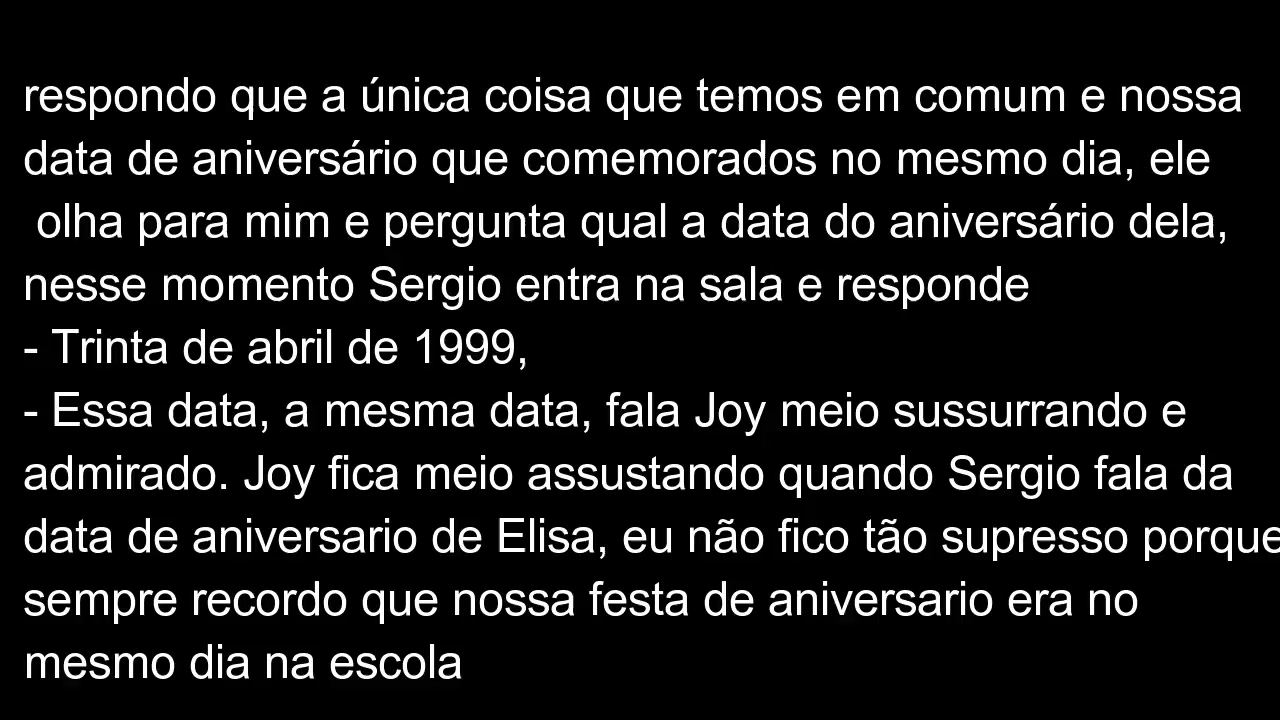 respondo que a única coisa que temos em comum e nossa
data de aniversário que comemorados no mesmo dia, ele
olha para mim e pergunta qual a data do aniversário dela,
nesse momento Sergio entra na sala e responde
- Trinta de abril de 1999,
- Essa data, a mesma data, fala Joy meio sussurrando e
admirado. Joy fica meio assustando quando Sergio fala da
data de aniversario de Elisa, eu não fico tão supresso porque
sempre recordo que nossa festa de aniversario era no
mesmo dia na escola